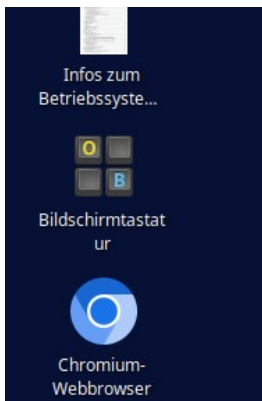 Infos zum
Betriebssyste...
O
B
Bildschirmtastat
ur
Chromium-
Webbrowser